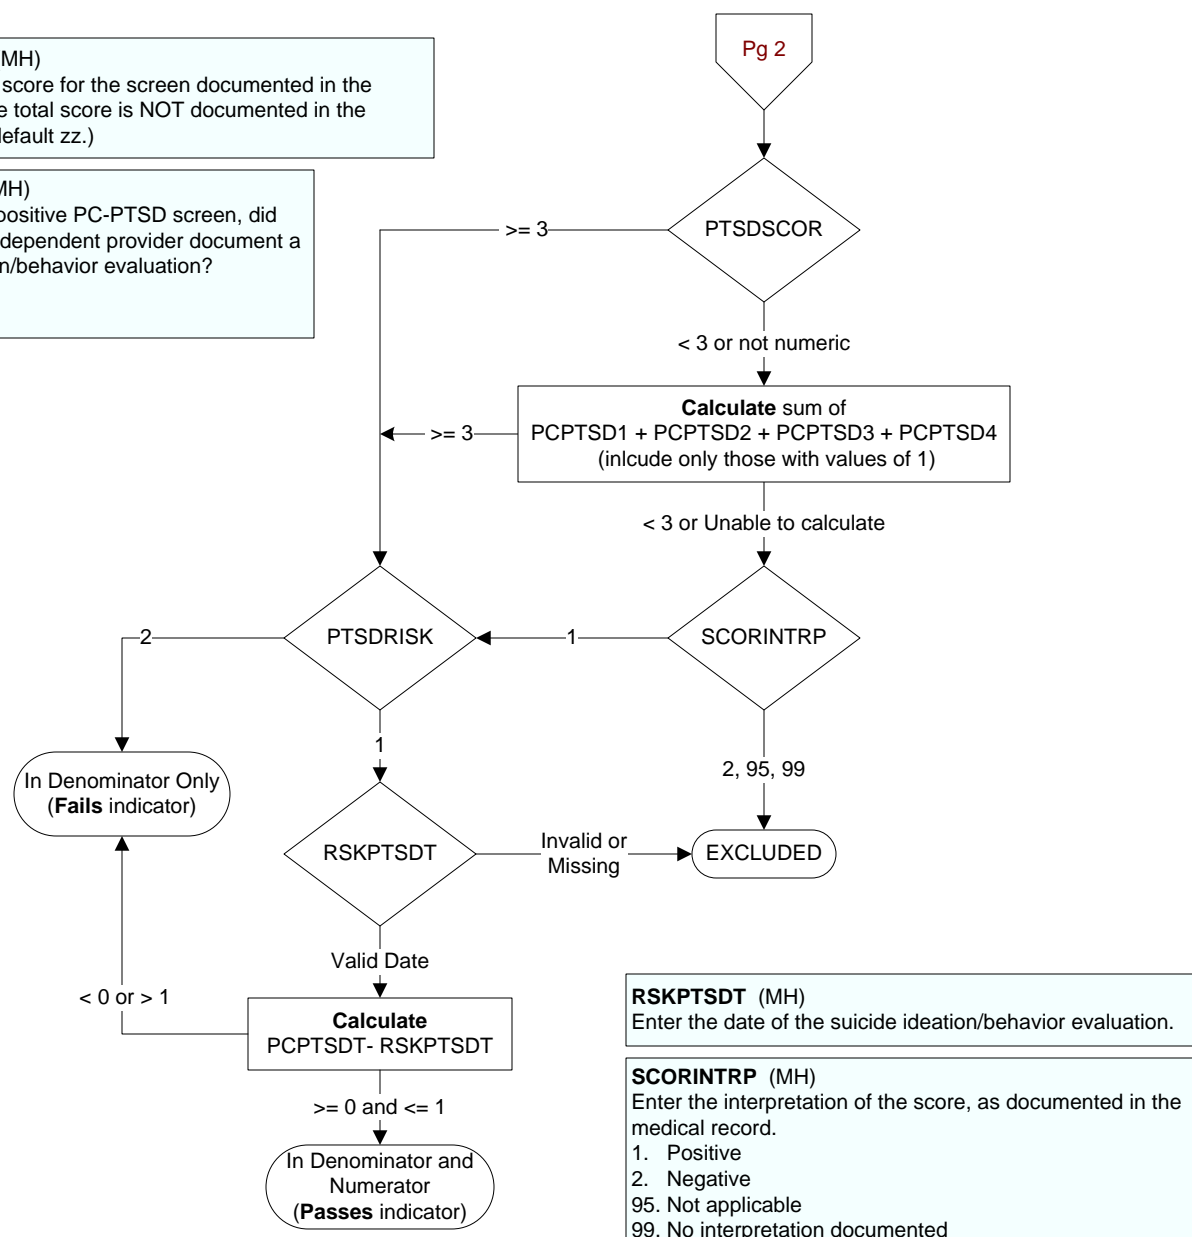 Pg 2
MH)
score for the screen documented in the
e total score is NOT documented in the
default zz.)
MH)
positive PC-PTSD screen, did
dependent provider document a
n/behavior evaluation?
PTSDSCOR
>= 3
< 3 or not numeric
Calculate sum of
PCPTSD1 + PCPTSD2 + PCPTSD3 + PCPTSD4
(inlcude only those with values of 1)
>= 3
< 3 or Unable to calculate
PTSDRISK
SCORINTRP
2
1
1
2, 95, 99
In Denominator Only
(Fails indicator)
RSKPTSDT
Invalid or
Missing
EXCLUDED
Valid Date
< 0 or > 1
Calculate
PCPTSDT- RSKPTSDT
>= 0 and <= 1
In Denominator and
Numerator
(Passes indicator)
RSKPTSDT (MH)
Enter the date of the suicide ideation/behavior evaluation.
SCORINTRP (MH)
Enter the interpretation of the score, as documented in the
medical record.
1. Positive
2. Negative
95. Not applicable
99. No interpretation documented